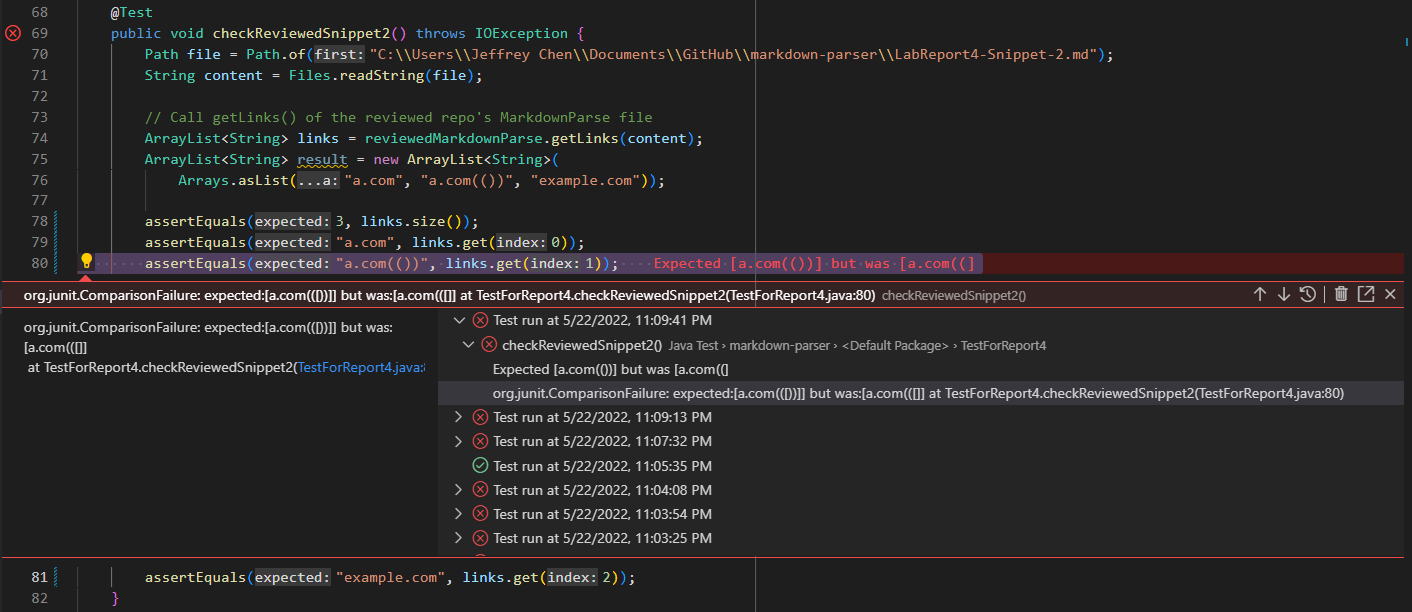 68 @Test
69 public void checkReviewedSnippet2() throws IOException {
70 Path file = Path.of(first: "C:\\Users\\Jeffrey Chen\\Documents\\GitHub\\markdown-parser\\LabReport4-Snippet-2.md");
71 String content = Files.readString(file);
72
73 // Call getLinks() of the reviewed repo's MarkdownParse file
74 ArrayList<String> links = reviewedMarkdownParse.getLinks(content);
75 ArrayList<String> result = new ArrayList<String>(
76 Arrays.asList(...a: "a.com", "a.com(())", "example.com"));
77
78 assertEquals(expected: 3, links.size());
79 assertEquals(expected: "a.com", links.get(index: 0));
80 ······assertEquals(expected: "a.com(())",·links.get(index: 1));····Expected·[a.com(())]·but·was·[a.com((]
org.junit.ComparisonFailure: expected:[a.com(([))]] but was:[a.com(([]] at TestForReport4.checkReviewedSnippet2(TestForReport4.java:80) checkReviewedSnippet2()
org.junit.ComparisonFailure: expected:[a.com(([))]] but was:
[a.com(([]]
at TestForReport4.checkReviewedSnippet2(TestForReport4.java:8
Test run at 5/22/2022, 11:09:41 PM
checkReviewedSnippet2() Java Test › markdown-parser › <Default Package> › TestForReport4
Expected [a.com(())] but was [a.com((]
org.junit.ComparisonFailure: expected:[a.com(([))]] but was:[a.com(([]] at TestForReport4.checkReviewedSnippet2(TestForReport4.java:80)
Test run at 5/22/2022, 11:09:13 PM
Test run at 5/22/2022, 11:07:32 PM
Test run at 5/22/2022, 11:05:35 PM
Test run at 5/22/2022, 11:04:08 PM
Test run at 5/22/2022, 11:03:54 PM
Test run at 5/22/2022, 11:03:25 PM
81 assertEquals(expected: "example.com", links.get(index: 2));
82 }